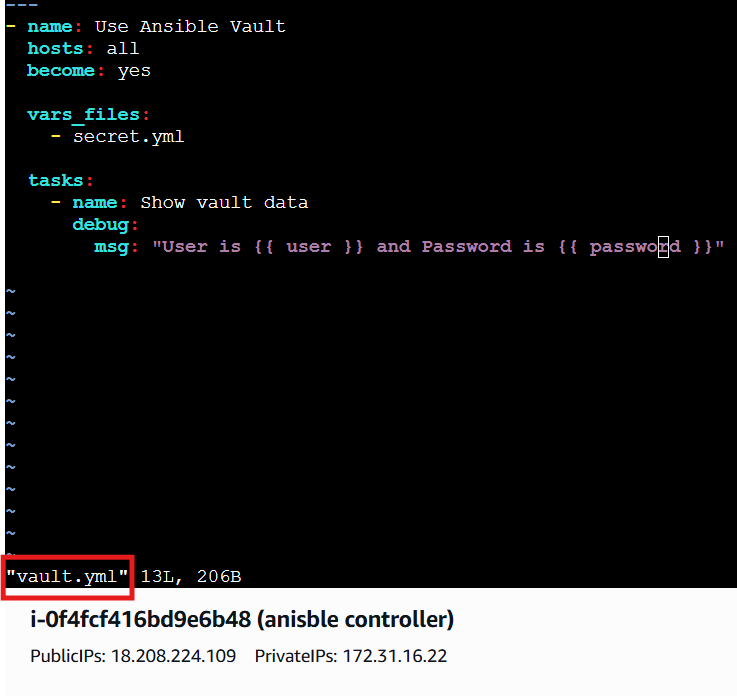 ---
- name: Use Ansible Vault
  hosts: all
  become: yes

  vars_files:
    - secret.yml

  tasks:
    - name: Show vault data
      debug:
        msg: "User is {{ user }} and Password is {{ password }}"
~
~
~
~
~
~
~
~
~
~
~
~
~
"vault.yml" 13L, 206B
i-0f4fcf416bd9e6b48 (anisble controller)
PublicIPs: 18.208.224.109 PrivateIPs: 172.31.16.22